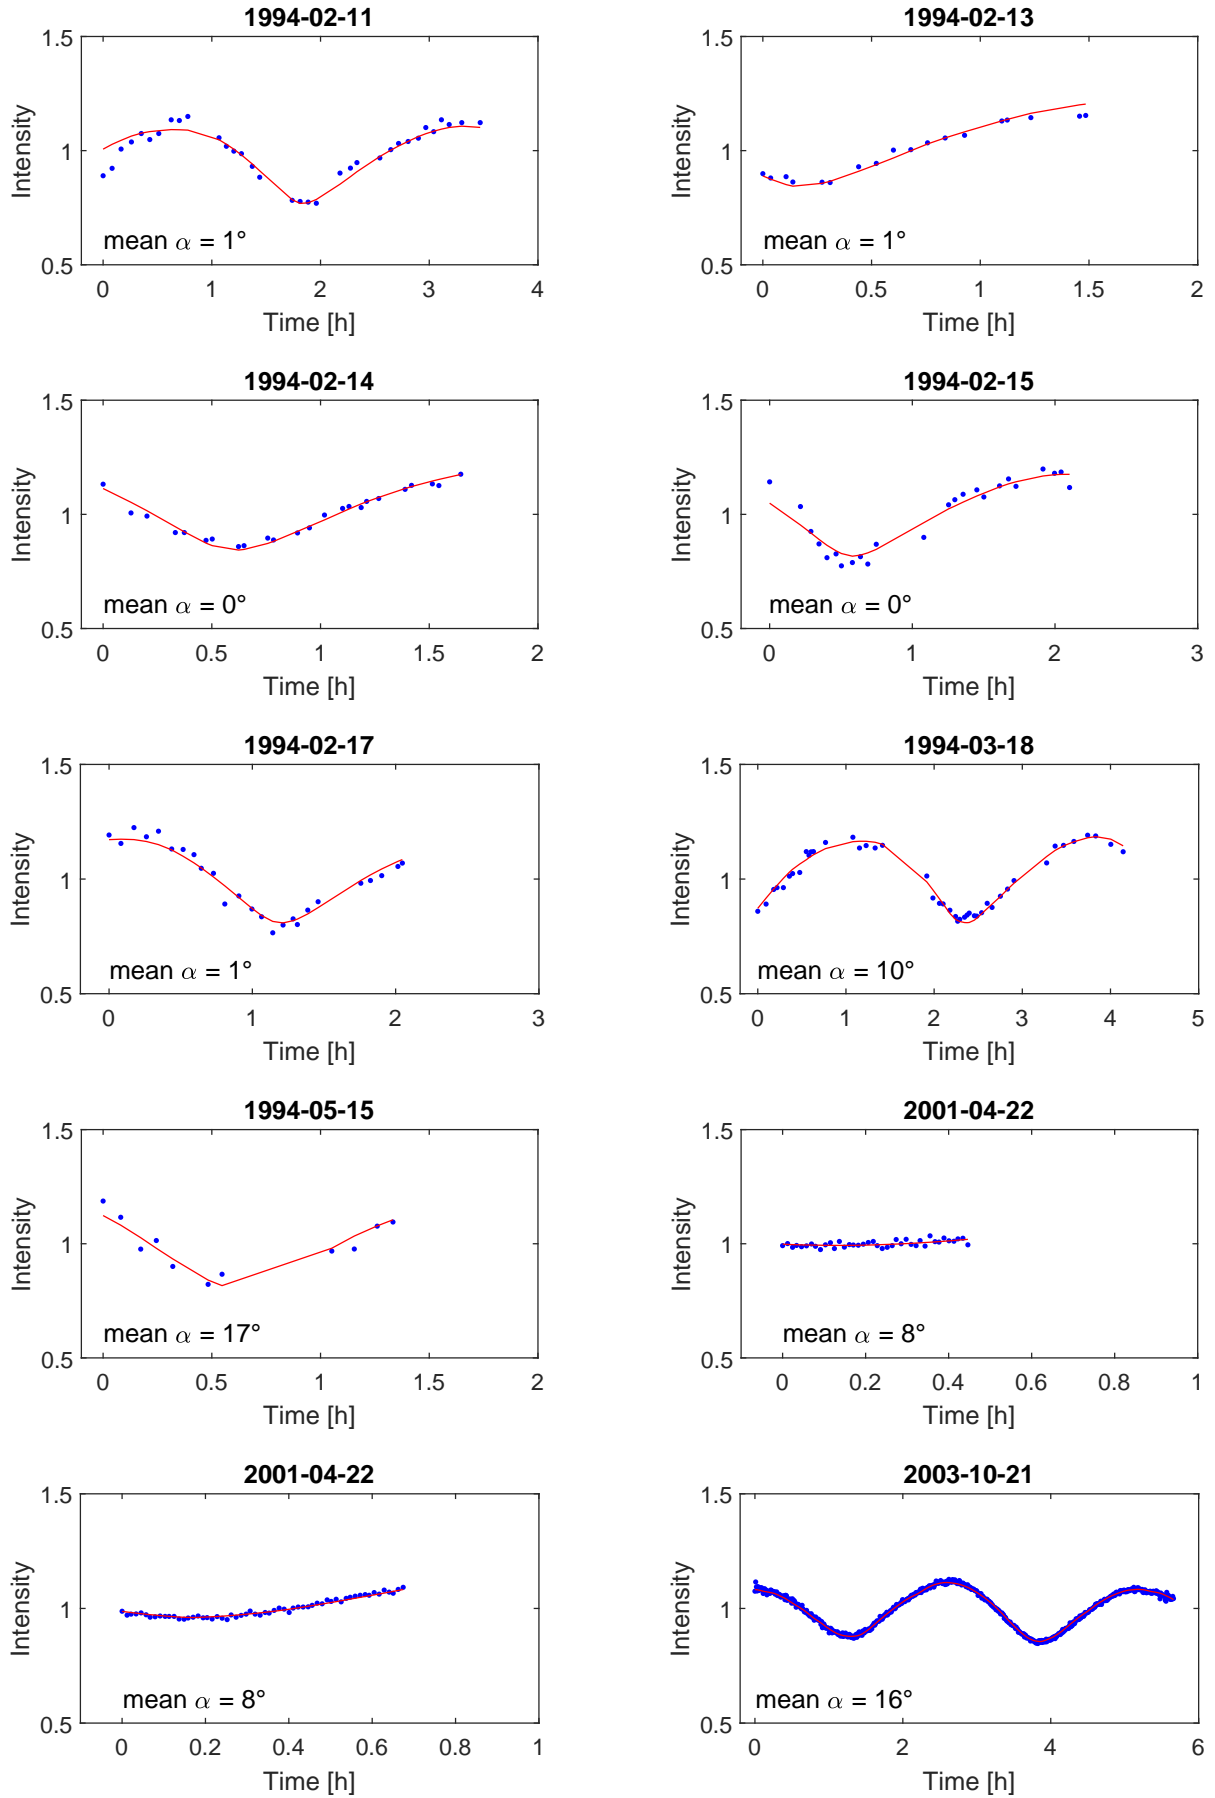 1994-02-11
1.5
1
0.5
Intensity
mean α = 1°
0 1 2 3 4
Time [h]
1994-02-13
1.5
1
0.5
Intensity
mean α = 1°
0 0.5 1 1.5 2
Time [h]
1994-02-14
1.5
1
0.5
Intensity
mean α = 0°
0 0.5 1 1.5 2
Time [h]
1994-02-15
1.5
1
0.5
Intensity
mean α = 0°
0 1 2 3
Time [h]
1994-02-17
1.5
1
0.5
Intensity
mean α = 1°
0 1 2 3
Time [h]
1994-03-18
1.5
1
0.5
Intensity
mean α = 10°
0 1 2 3 4 5
Time [h]
1994-05-15
1.5
1
0.5
Intensity
mean α = 17°
0 0.5 1 1.5 2
Time [h]
2001-04-22
1.5
1
0.5
Intensity
mean α = 8°
0 0.2 0.4 0.6 0.8 1
Time [h]
2001-04-22
1.5
1
0.5
Intensity
mean α = 8°
0 0.2 0.4 0.6 0.8 1
Time [h]
2003-10-21
1.5
1
0.5
Intensity
mean α = 16°
0 2 4 6
Time [h]